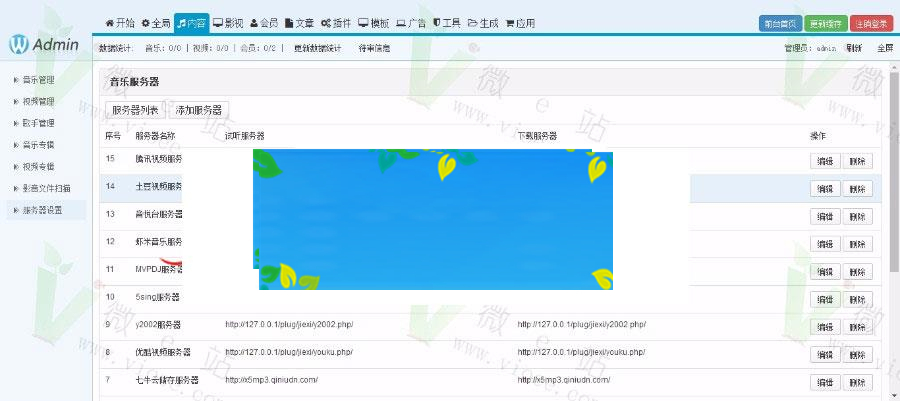 开始 全局 内容 影视 会员 文章 插件 模板 广告 工具 生成 应用
前台首页 更新缓存 注销登录
Admin
数据统计: 音乐: 0/0 | 视频: 0/0 | 会员: 0/2 | 更新数据统计 待审信息
管理员: admin 刷新 全屏
音乐管理
视频管理
歌手管理
音乐专辑
视频专辑
影音文件扫描
服务器设置
音乐服务器
服务器列表 添加服务器
序号 服务器名称 试听服务器 下载服务器 操作
15 腾讯视频服务 编辑 删除
14 土豆视频服务 编辑 删除
13 音悦台服务器 编辑 删除
12 虾米音乐服务 编辑 删除
11 MVPDJ服务器 编辑 删除
10 5sing服务器 编辑 删除
9 y2002服务器 http://127.0.0.1/plug/jiexi/y2002.php/ http://127.0.0.1/plug/jiexi/y2002.php/ 编辑 删除
8 优酷视频服务器 http://127.0.0.1/plug/jiexi/youku.php/ http://127.0.0.1/plug/jiexi/youku.php/ 编辑 删除
7 七牛云储存服务器 http://x5mp3.qiniudn.com/ http://x5mp3.qiniudn.com/ 编辑 删除
微e站